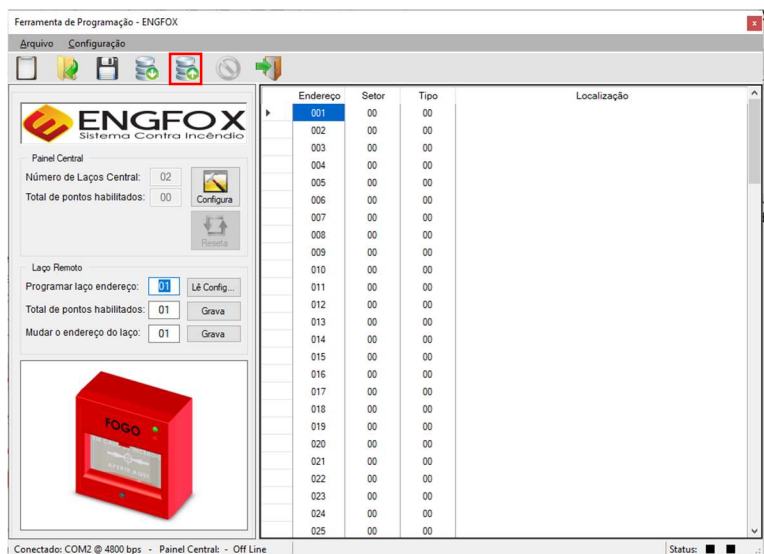 Ferramenta de Programação - ENGFOX
x
Arquivo Configuração
ENGFOX
Sistema Contra Incêndio
Painel Central
Número de Laços Central: 02
Total de pontos habilitados: 00
Configura
Reseta
Laço Remoto
Programar laço endereço: 01 Lê Config...
Total de pontos habilitados: 01 Grava
Mudar o endereço do laço: 01 Grava
FOGO
Endereço Setor Tipo Localização
001 00 00
002 00 00
003 00 00
004 00 00
005 00 00
006 00 00
007 00 00
008 00 00
009 00 00
010 00 00
011 00 00
012 00 00
013 00 00
014 00 00
015 00 00
016 00 00
017 00 00
018 00 00
019 00 00
020 00 00
021 00 00
022 00 00
023 00 00
024 00 00
025 00 00
Conectado: COM2 @ 4800 bps - Painel Central: - Off Line
Status: